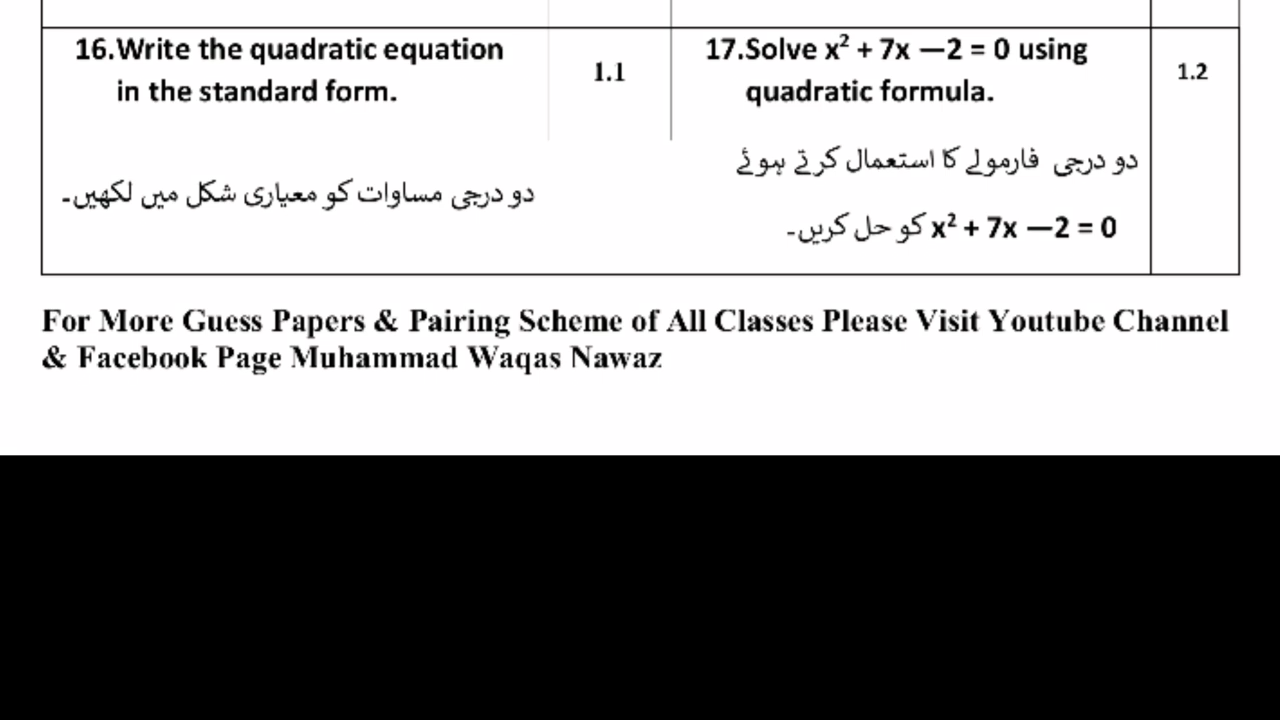 16.Write the quadratic equation
in the standard form.
1.1
دو درجی مساوات کو معیاری شکل میں لکھیں۔
17.Solve x² + 7x —2 = 0 using
quadratic formula.
1.2
دو درجی فارمولے کا استعمال کرتے ہوئے
x² + 7x —2 = 0 کو حل کریں۔
For More Guess Papers & Pairing Scheme of All Classes Please Visit Youtube Channel
& Facebook Page Muhammad Waqas Nawaz